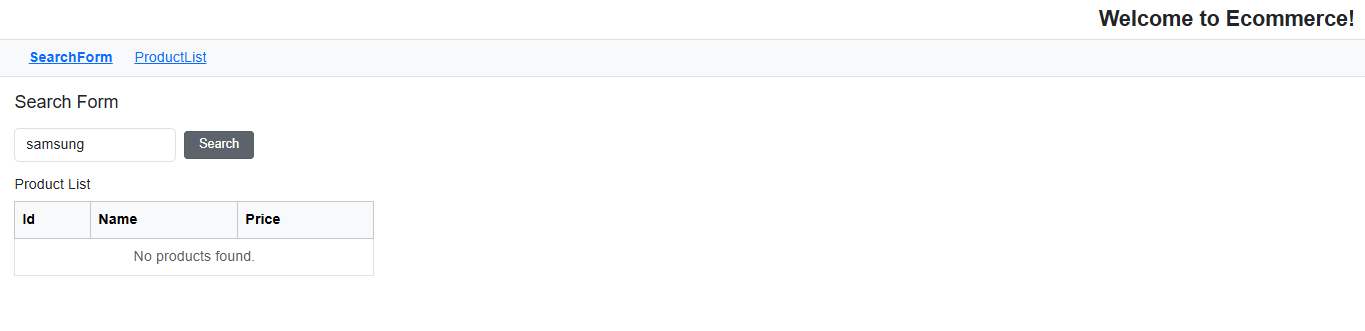 Welcome to Ecommerce!
SearchForm ProductList
Search Form
samsung Search
Product List
Id Name Price
No products found.